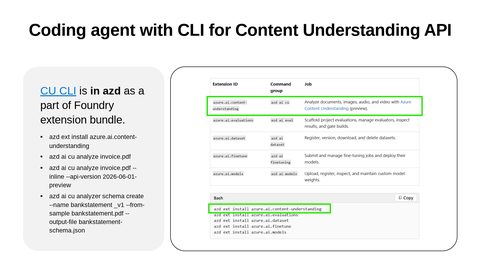 Coding agent with CLI for Content Understanding API
CU CLI is in azd as a
part of Foundry
extension bundle.
• azd ext install azure.ai.content-
understanding
• azd ai cu analyze invoice.pdf
• azd ai cu analyze invoice.pdf --
inline --api-version 2026-06-01-
preview
• azd ai cu analyzer schema create
--name bankstatement _v1 --from-
sample bankstatement.pdf --
output-file bankstatement-
schema.json
Extension ID Command Job
group
azure.ai.content- azd ai cu Analyze documents, images, audio, and video with Azure
understanding Content Understanding (preview).
azure.ai.evaluations azd ai eval Scaffold project evaluations, manage evaluators, inspect
results, and gate builds.
azure.ai.dataset azd ai Register, version, download, and delete datasets.
dataset
azure.ai.finetune azd ai Submit and manage fine-tuning jobs and deploy their
finetuning models.
azure.ai.models azd ai models Upload, register, inspect, and maintain custom model
weights.
Bash Copy
azd ext install azure.ai.content-understanding
azd ext install azure.ai.evaluations
azd ext install azure.ai.dataset
azd ext install azure.ai.finetune
azd ext install azure.ai.models